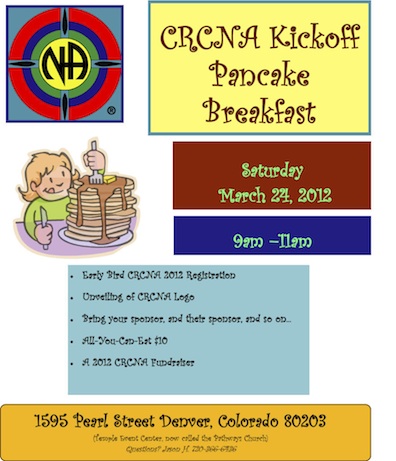 NA
®
CRCNA Kickoff
Pancake
Breakfast
Saturday
March 24, 2012
9am –11am
Early Bird CRCNA 2012 Registration
Unveiling of CRCNA Logo
Bring your sponsor, and their sponsor, and so on...
All-You-Can-Eat $10
A 2012 CRCNA Fundraiser
1595 Pearl Street Denver, Colorado 80203
(Temple Event Center, now called the Pathways Church)
Questions? Jason H.